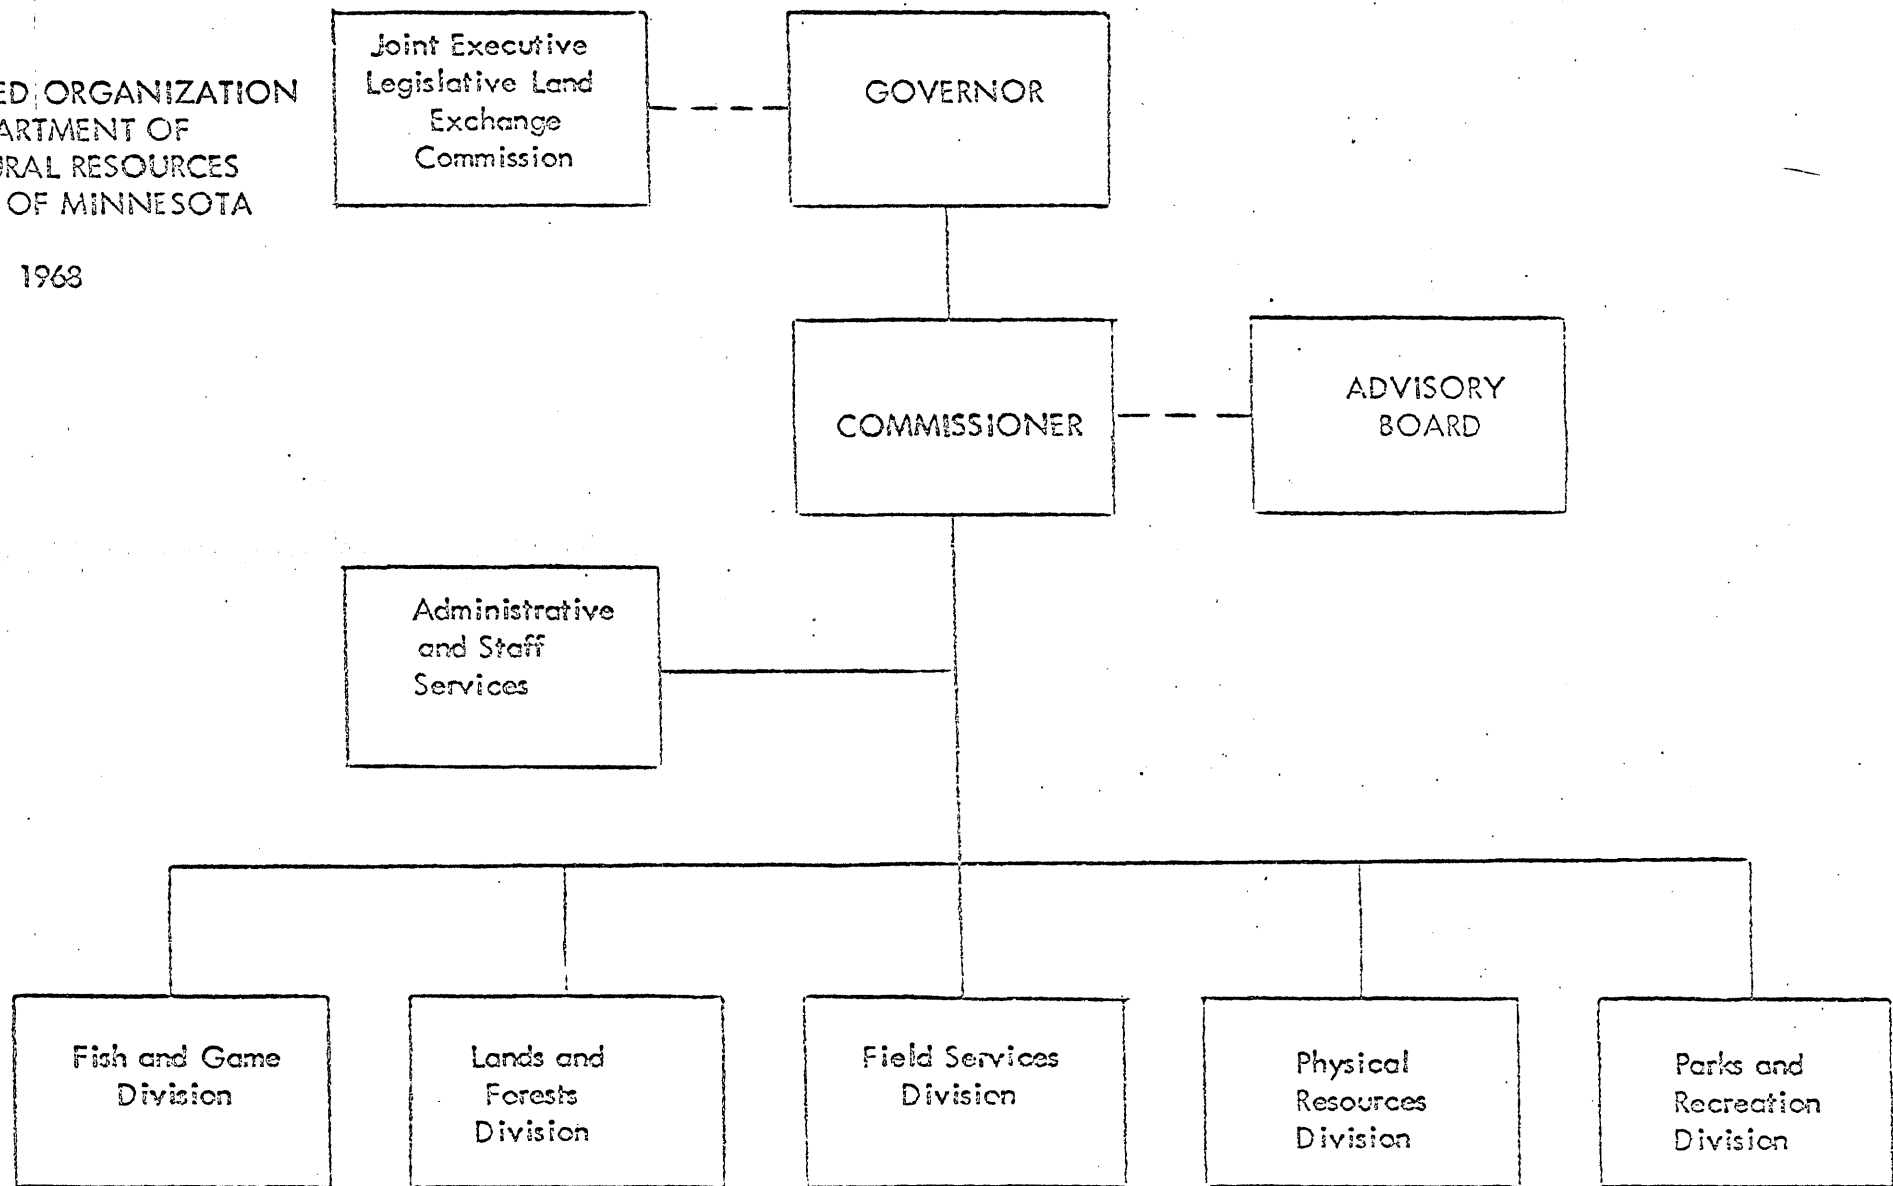 ED ORGANIZATION
ARTMENT OF
URAL RESOURCES
OF MINNESOTA
1968
Joint Executive
Legislative Land
Exchange
Commission
GOVERNOR
COMMISSIONER
ADVISORY
BOARD
Administrative
and Staff
Services
Fish and Game
Division
Lands and
Forests
Division
Field Services
Division
Physical
Resources
Division
Parks and
Recreation
Division